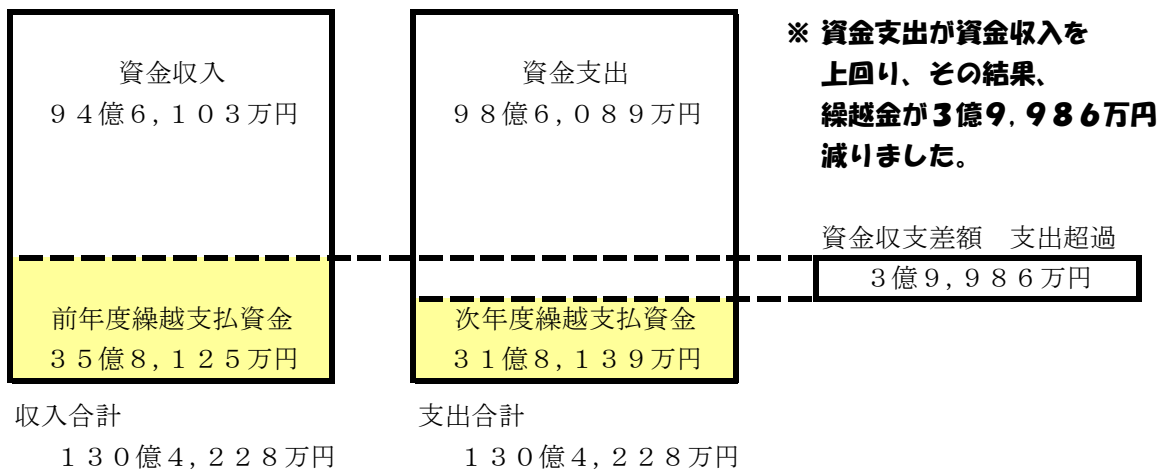 資金収入
９４億６,１０３万円
前年度繰越支払資金
３５億８,１２５万円
収入合計
１３０億４,２２８万円
資金支出
９８億６,０８９万円
次年度繰越支払資金
３１億８,１３９万円
支出合計
１３０億４,２２８万円
※ 資金支出が資金収入を
上回り、その結果、
繰越金が３億９,９８６万円
減りました。
資金収支差額　支出超過
３億９,９８６万円